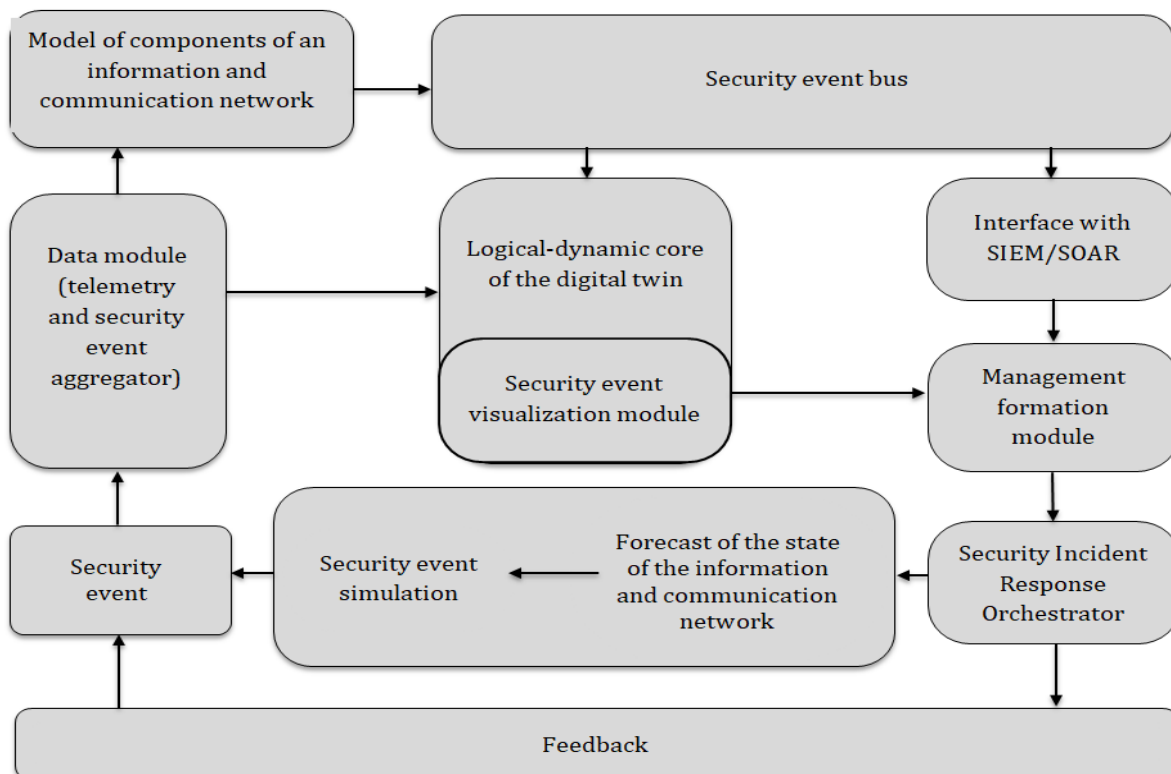 Model of components of an
information and
communication network
Security event bus
Data module
(telemetry
and security
event
aggregator)
Logical-dynamic core
of the digital twin
Interface with
SIEM/SOAR
Security event
visualization module
Management
formation
module
Security
event
Security event
simulation
Forecast of the state
of the information
and communication
network
Security Incident
Response
Orchestrator
Feedback